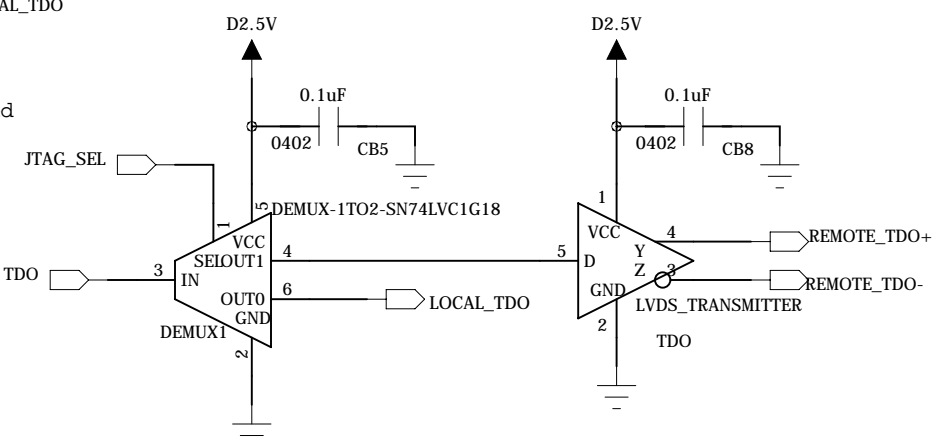 AL_TDO
D2.5V
D2.5V
d
0.1uF
0.1uF
0402
CB5
0402
CB8
JTAG_SEL
1
5
DEMUX-1TO2-SN74LVC1G18
1
VCC
VCC
4
REMOTE_TDO+
SEL
OUT1
4
5
D
Y
TDO
3
IN
Z
3
REMOTE_TDO-
OUT0
6
LOCAL_TDO
GND
LVDS_TRANSMITTER
GND
DEMUX1
2
2
TDO